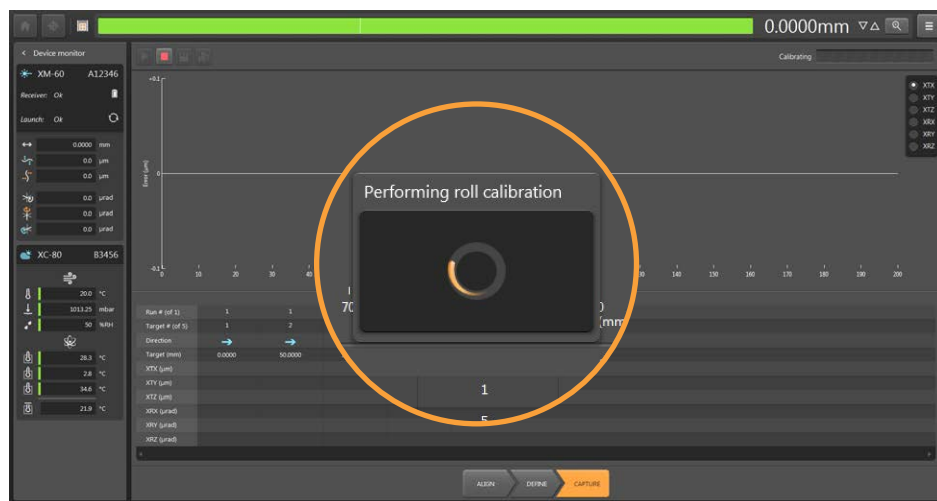 0.0000mm
Device monitor
Calibrating
XM-60 A12346
Receiver: Ok
Launch: Ok
0.0000 mm
0.0 µm
0.0 µm
0.0 µrad
0.0 µrad
0.0 µrad
XC-80 B3456
20.0 °C
1013.25 mbar
50 %RH
28.3 °C
2.8 °C
34.6 °C
21.9 °C
+0.1
0
-0.1
Error (µm)
XTX
XTY
XTZ
XRX
XRY
XRZ
Performing roll calibration
0 10 20 30 40 140 150 160 170 180 190 200
70
(mm
Run # (of 1) 1 1
Target # (of 5) 1 2
Direction
Target (mm) 0.0000 50.0000
XTX (µm)
XTY (µm)
XTZ (µm)
XRX (µrad)
XRY (µrad)
XRZ (µrad)
1
5
ALIGN DEFINE CAPTURE